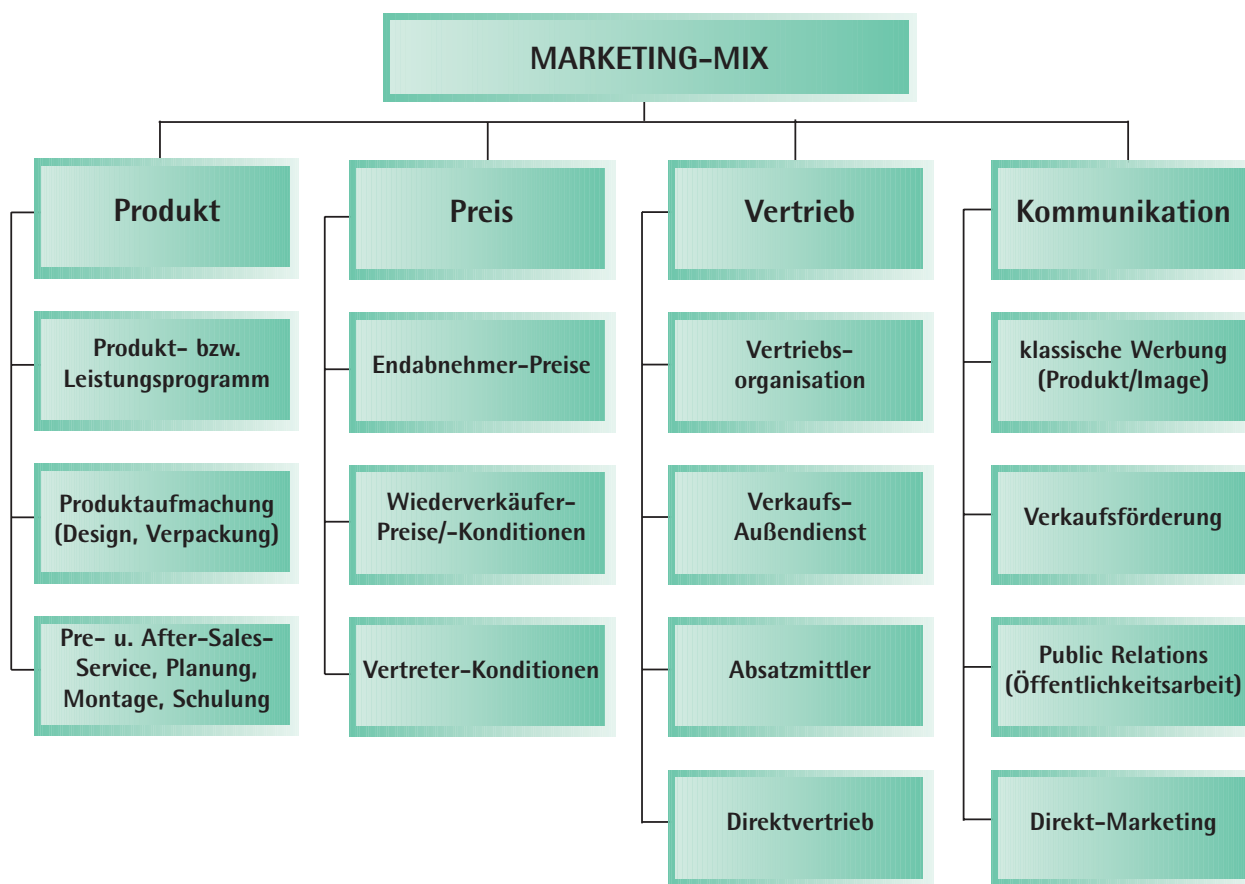 MARKETING-MIX
Produkt
Produkt- bzw.
Leistungsprogramm
Produktaufmachung
(Design, Verpackung)
Pre- u. After-Sales-
Service, Planung,
Montage, Schulung
Preis
Endabnehmer-Preise
Wiederverkäufer-
Preise/-Konditionen
Vertreter-Konditionen
Vertrieb
Vertriebs-
organisation
Verkaufs-
Außendienst
Absatzmittler
Direktvertrieb
Kommunikation
klassische Werbung
(Produkt/Image)
Verkaufsförderung
Public Relations
(Öffentlichkeitsarbeit)
Direkt-Marketing